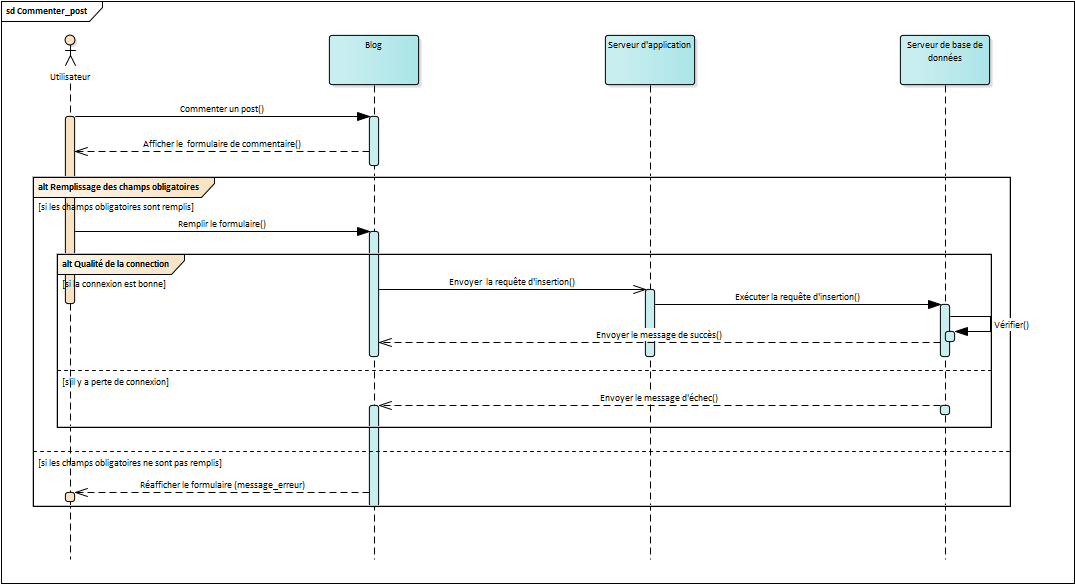 sd Commenter_post
Utilisateur
Blog
Serveur d'application
Serveur de base de
données
Commenter un post()
Afficher le formulaire de commentaire()
alt Remplissage des champs obligatoires
[si les champs obligatoires sont remplis]
Remplir le formulaire()
alt Qualité de la connection
[si la connexion est bonne]
Envoyer la requête d'insertion()
Exécuter la requête d'insertion()
Vérifier()
Envoyer le message de succès()
[s'il y a perte de connexion]
Envoyer le message d'échec()
[si les champs obligatoires ne sont pas remplis]
Réafficher le formulaire (message_erreur)